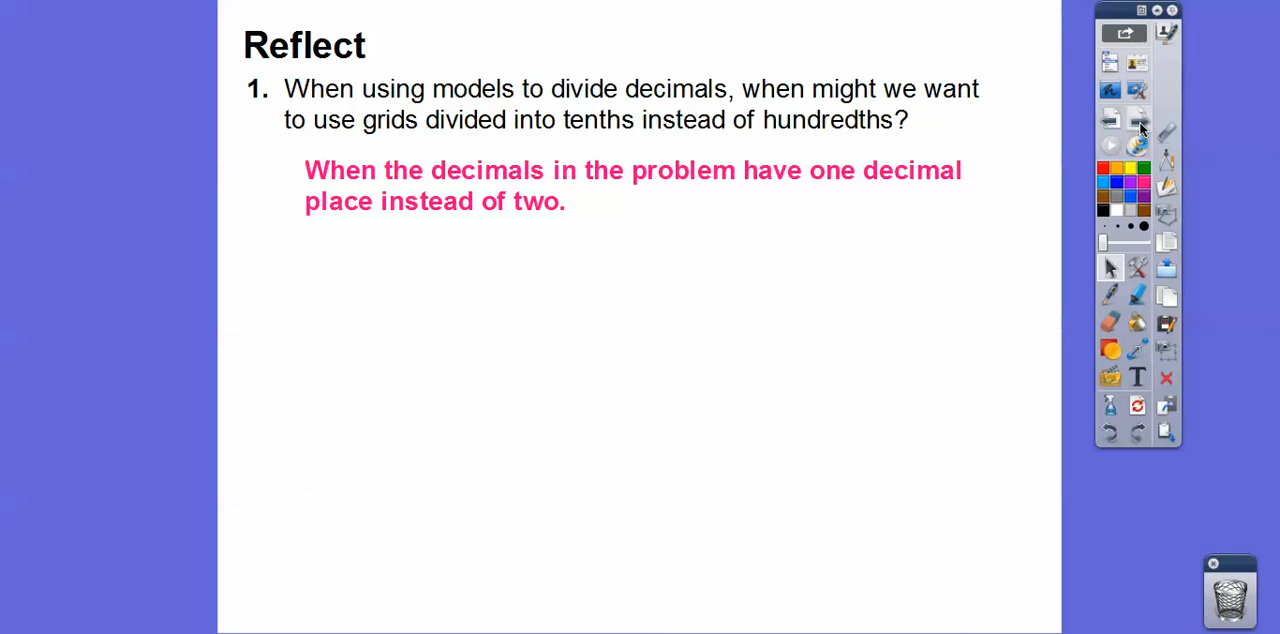 Reflect
1. When using models to divide decimals, when might we want
to use grids divided into tenths instead of hundredths?
When the decimals in the problem have one decimal
place instead of two.